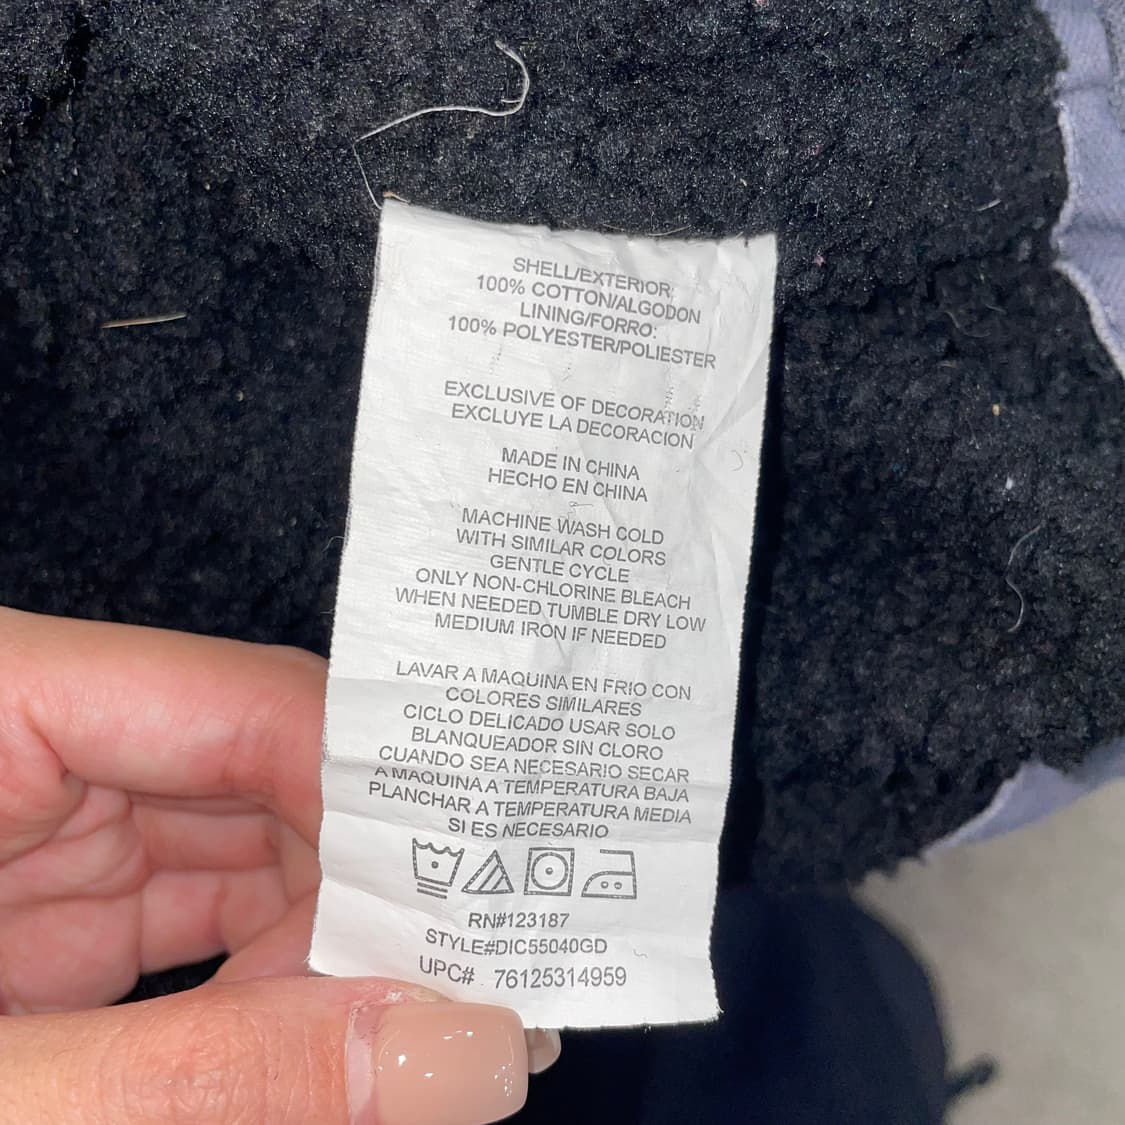 SHELL/EXTERIOR:
100% COTTON/ALGODON
LINING/FORRO:
100% POLYESTER/POLIESTER
EXCLUSIVE OF DECORATION
EXCLUYE LA DECORACION
MADE IN CHINA
HECHO EN CHINA
MACHINE WASH COLD
WITH SIMILAR COLORS
GENTLE CYCLE
ONLY NON-CHLORINE BLEACH
WHEN NEEDED TUMBLE DRY LOW
MEDIUM IRON IF NEEDED
LAVAR A MAQUINA EN FRIO CON
COLORES SIMILARES
CICLO DELICADO USAR SOLO
BLANQUEADOR SIN CLORO
CUANDO SEA NECESARIO SECAR
A MAQUINA A TEMPERATURA BAJA
PLANCHAR A TEMPERATURA MEDIA
SI ES NECESARIO
RN#123187
STYLE#DIC55040GD
UPC# 76125314959